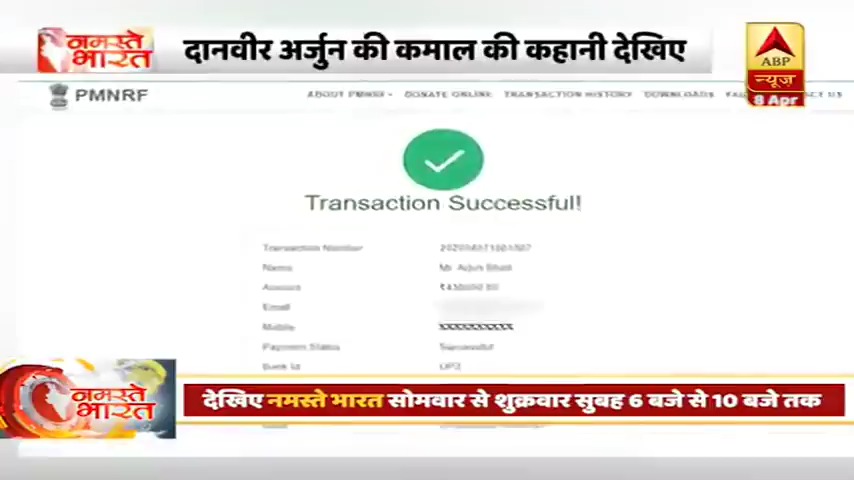 नमस्ते भारत
दानवीर अर्जुन की कमाल की कहानी देखिए
ABP
न्यूज़
8 Apr
PMNRF
ABOUT PMNRF DONATE ONLINE TRANSACTION HISTORY DOWNLOADS
Transaction Successful!
Transaction Number
Name Mr. Arjun
Amount
Email
Mobile XXXXXXXXXX
Payment Status Successful
Bank Id
नमस्ते भारत
देखिए नमस्ते भारत सोमवार से शुक्रवार सुबह 6 बजे से 10 बजे तक